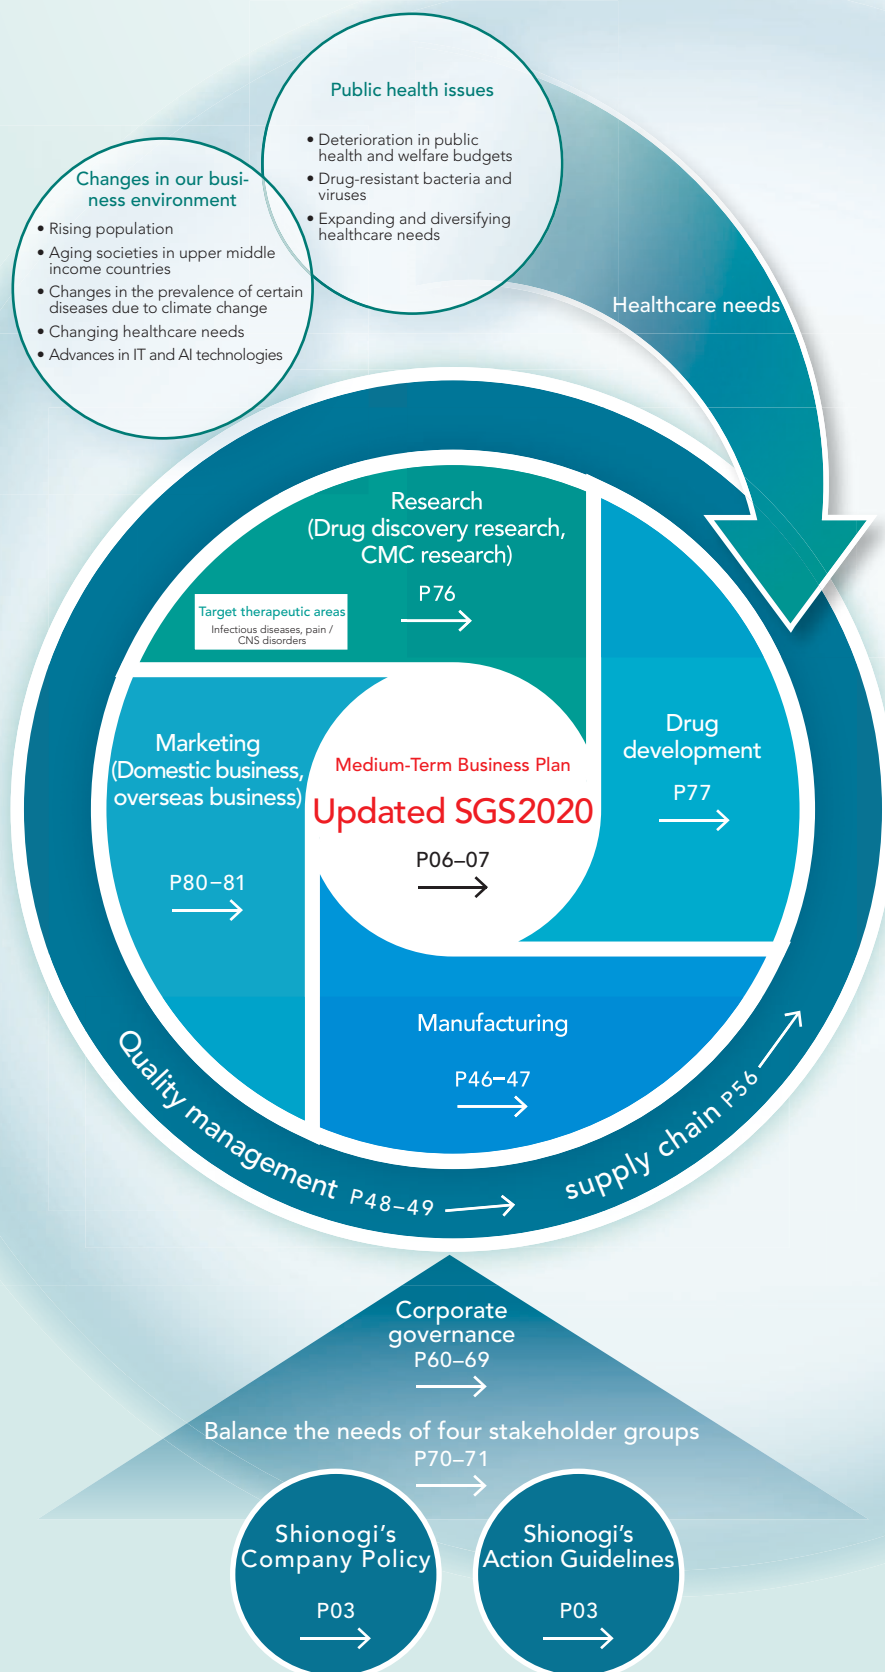 Public health issues
• Deterioration in public
health and welfare budgets
• Drug-resistant bacteria and
viruses
• Expanding and diversifying
healthcare needs
Changes in our busi-
ness environment
• Rising population
• Aging societies in upper middle
income countries
• Changes in the prevalence of certain
diseases due to climate change
• Changing healthcare needs
• Advances in IT and AI technologies
Healthcare needs
Research
(Drug discovery research,
CMC research)
P76
Target therapeutic areas
Infectious diseases, pain /
CNS disorders
Drug
development
P77
Marketing
(Domestic business,
overseas business)
P80–81
Medium-Term Business Plan
Updated SGS2020
P06–07
Manufacturing
P46–47
Quality management P48–49
supply chain P56
Corporate
governance
P60–69
Balance the needs of four stakeholder groups
P70–71
Shionogi's
Company Policy
P03
Shionogi's
Action Guidelines
P03